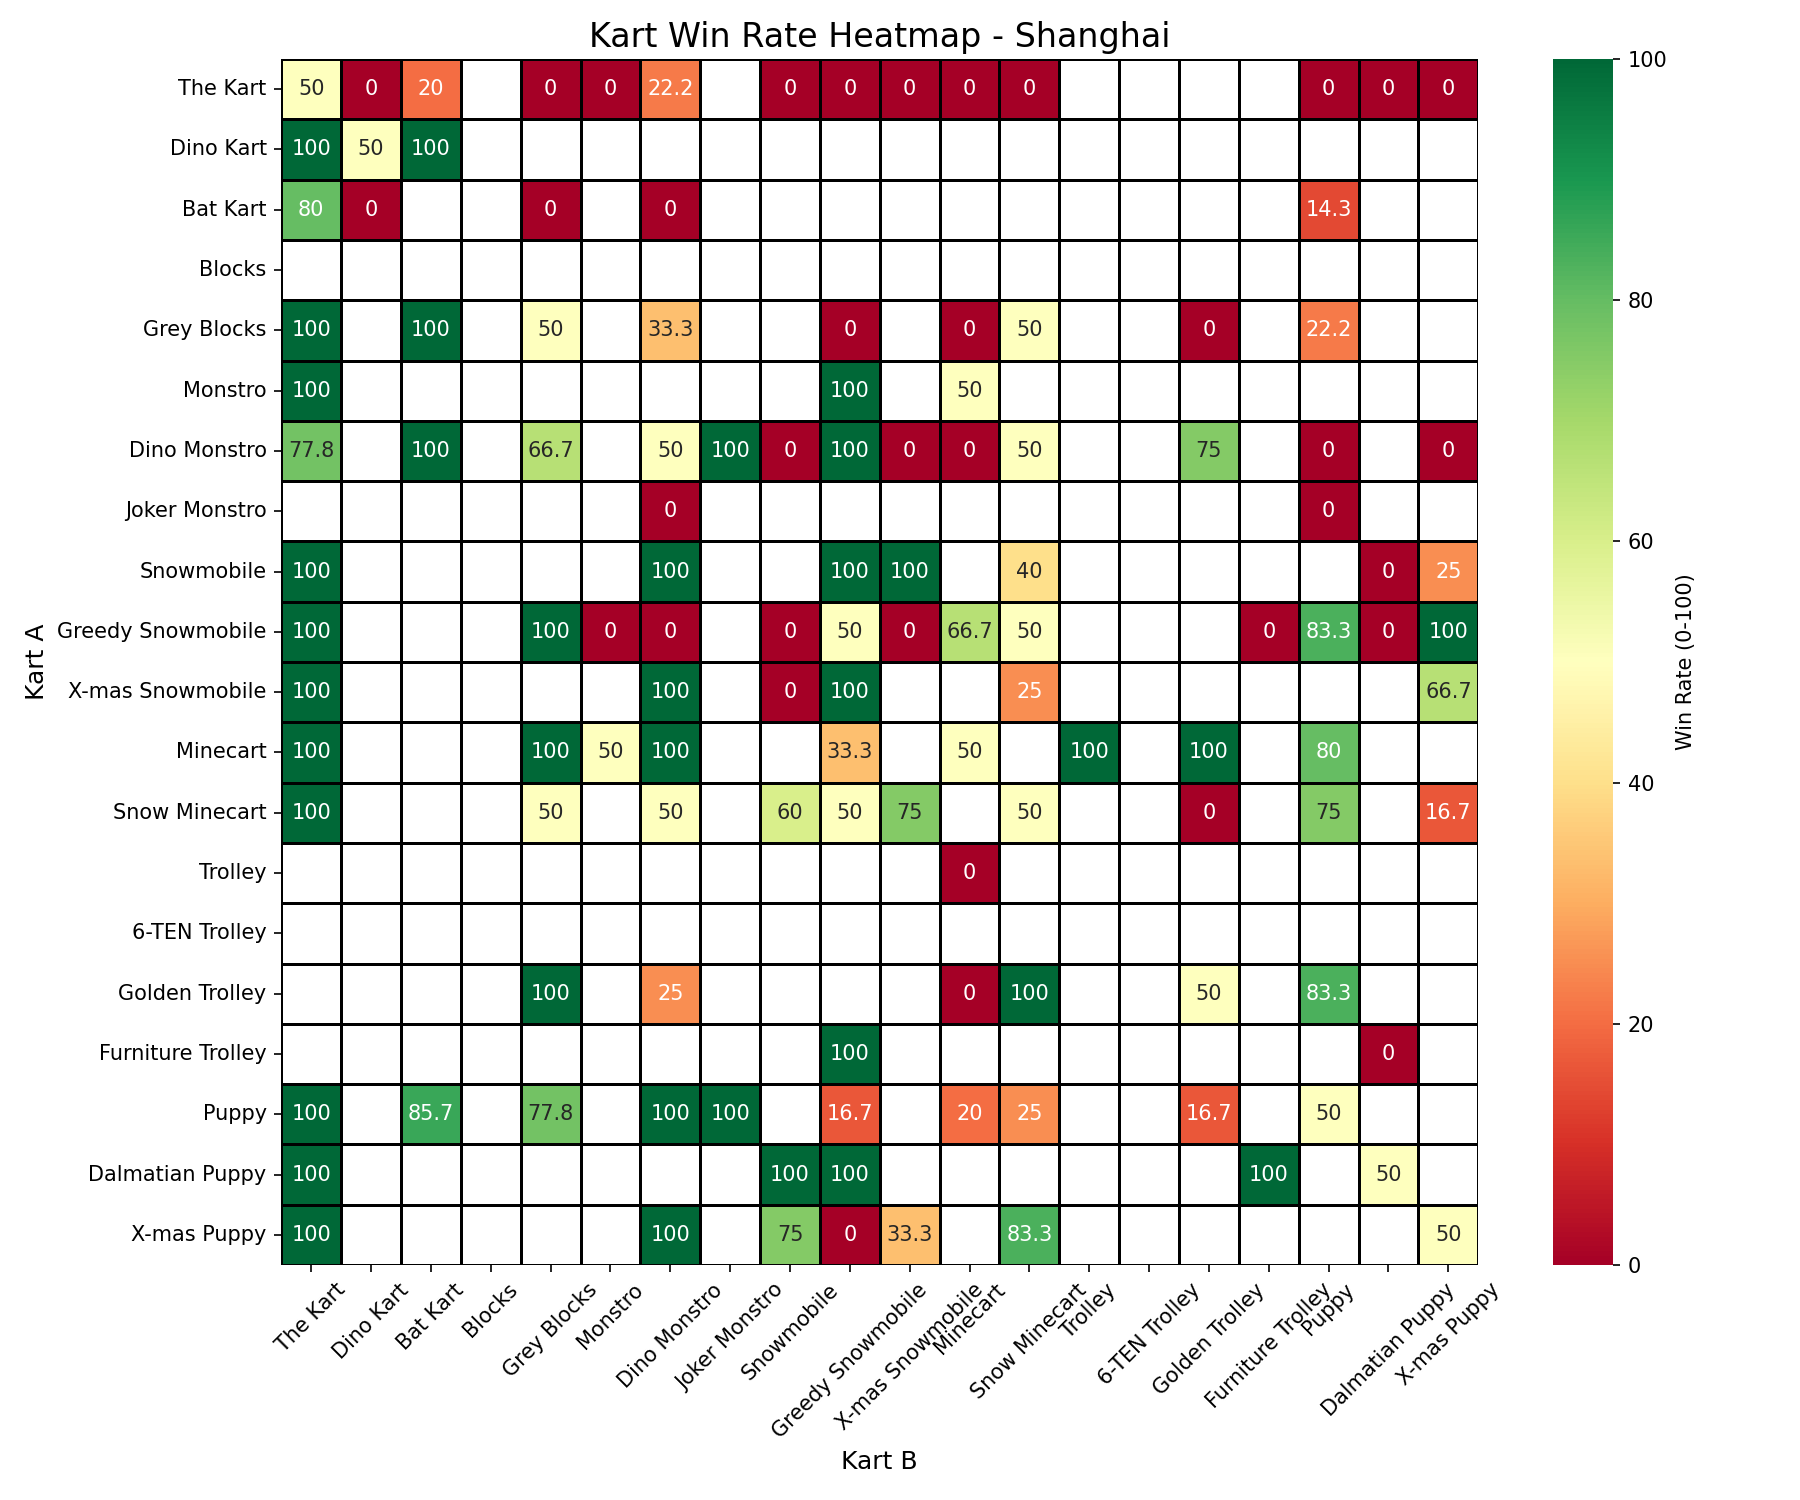 Kart Win Rate Heatmap - Shanghai
The Kart 50 0 20 0 0 22.2 0 0 0 0 0 0 0 0
Dino Kart 100 50 100
Bat Kart 80 0 0 0 14.3
Blocks
Grey Blocks 100 100 50 33.3 0 0 50 0 22.2
Monstro 100 100 50
Dino Monstro 77.8 100 66.7 50 100 0 100 0 0 50 75 0 0
Joker Monstro 0 0
Snowmobile 100 100 100 100 40 0 25
Greedy Snowmobile 100 100 0 0 0 50 0 66.7 50 0 83.3 0 100
X-mas Snowmobile 100 100 0 100 25 66.7
Minecart 100 100 50 100 33.3 50 100 100 80
Snow Minecart 100 50 50 60 50 75 50 0 75 16.7
Trolley 0
6-TEN Trolley
Golden Trolley 100 25 0 100 50 83.3
Furniture Trolley 100 0
Puppy 100 85.7 77.8 100 100 16.7 20 25 16.7 50
Dalmatian Puppy 100 100 100 100 50
X-mas Puppy 100 100 75 0 33.3 83.3 50
Kart A
The Kart
Dino Kart
Bat Kart
Blocks
Grey Blocks
Monstro
Dino Monstro
Joker Monstro
Snowmobile
Greedy Snowmobile
X-mas Snowmobile
Minecart
Snow Minecart
Trolley
6-TEN Trolley
Golden Trolley
Furniture Trolley
Puppy
Dalmatian Puppy
X-mas Puppy
Kart B
100
80
60
40
20
0
Win Rate (0-100)